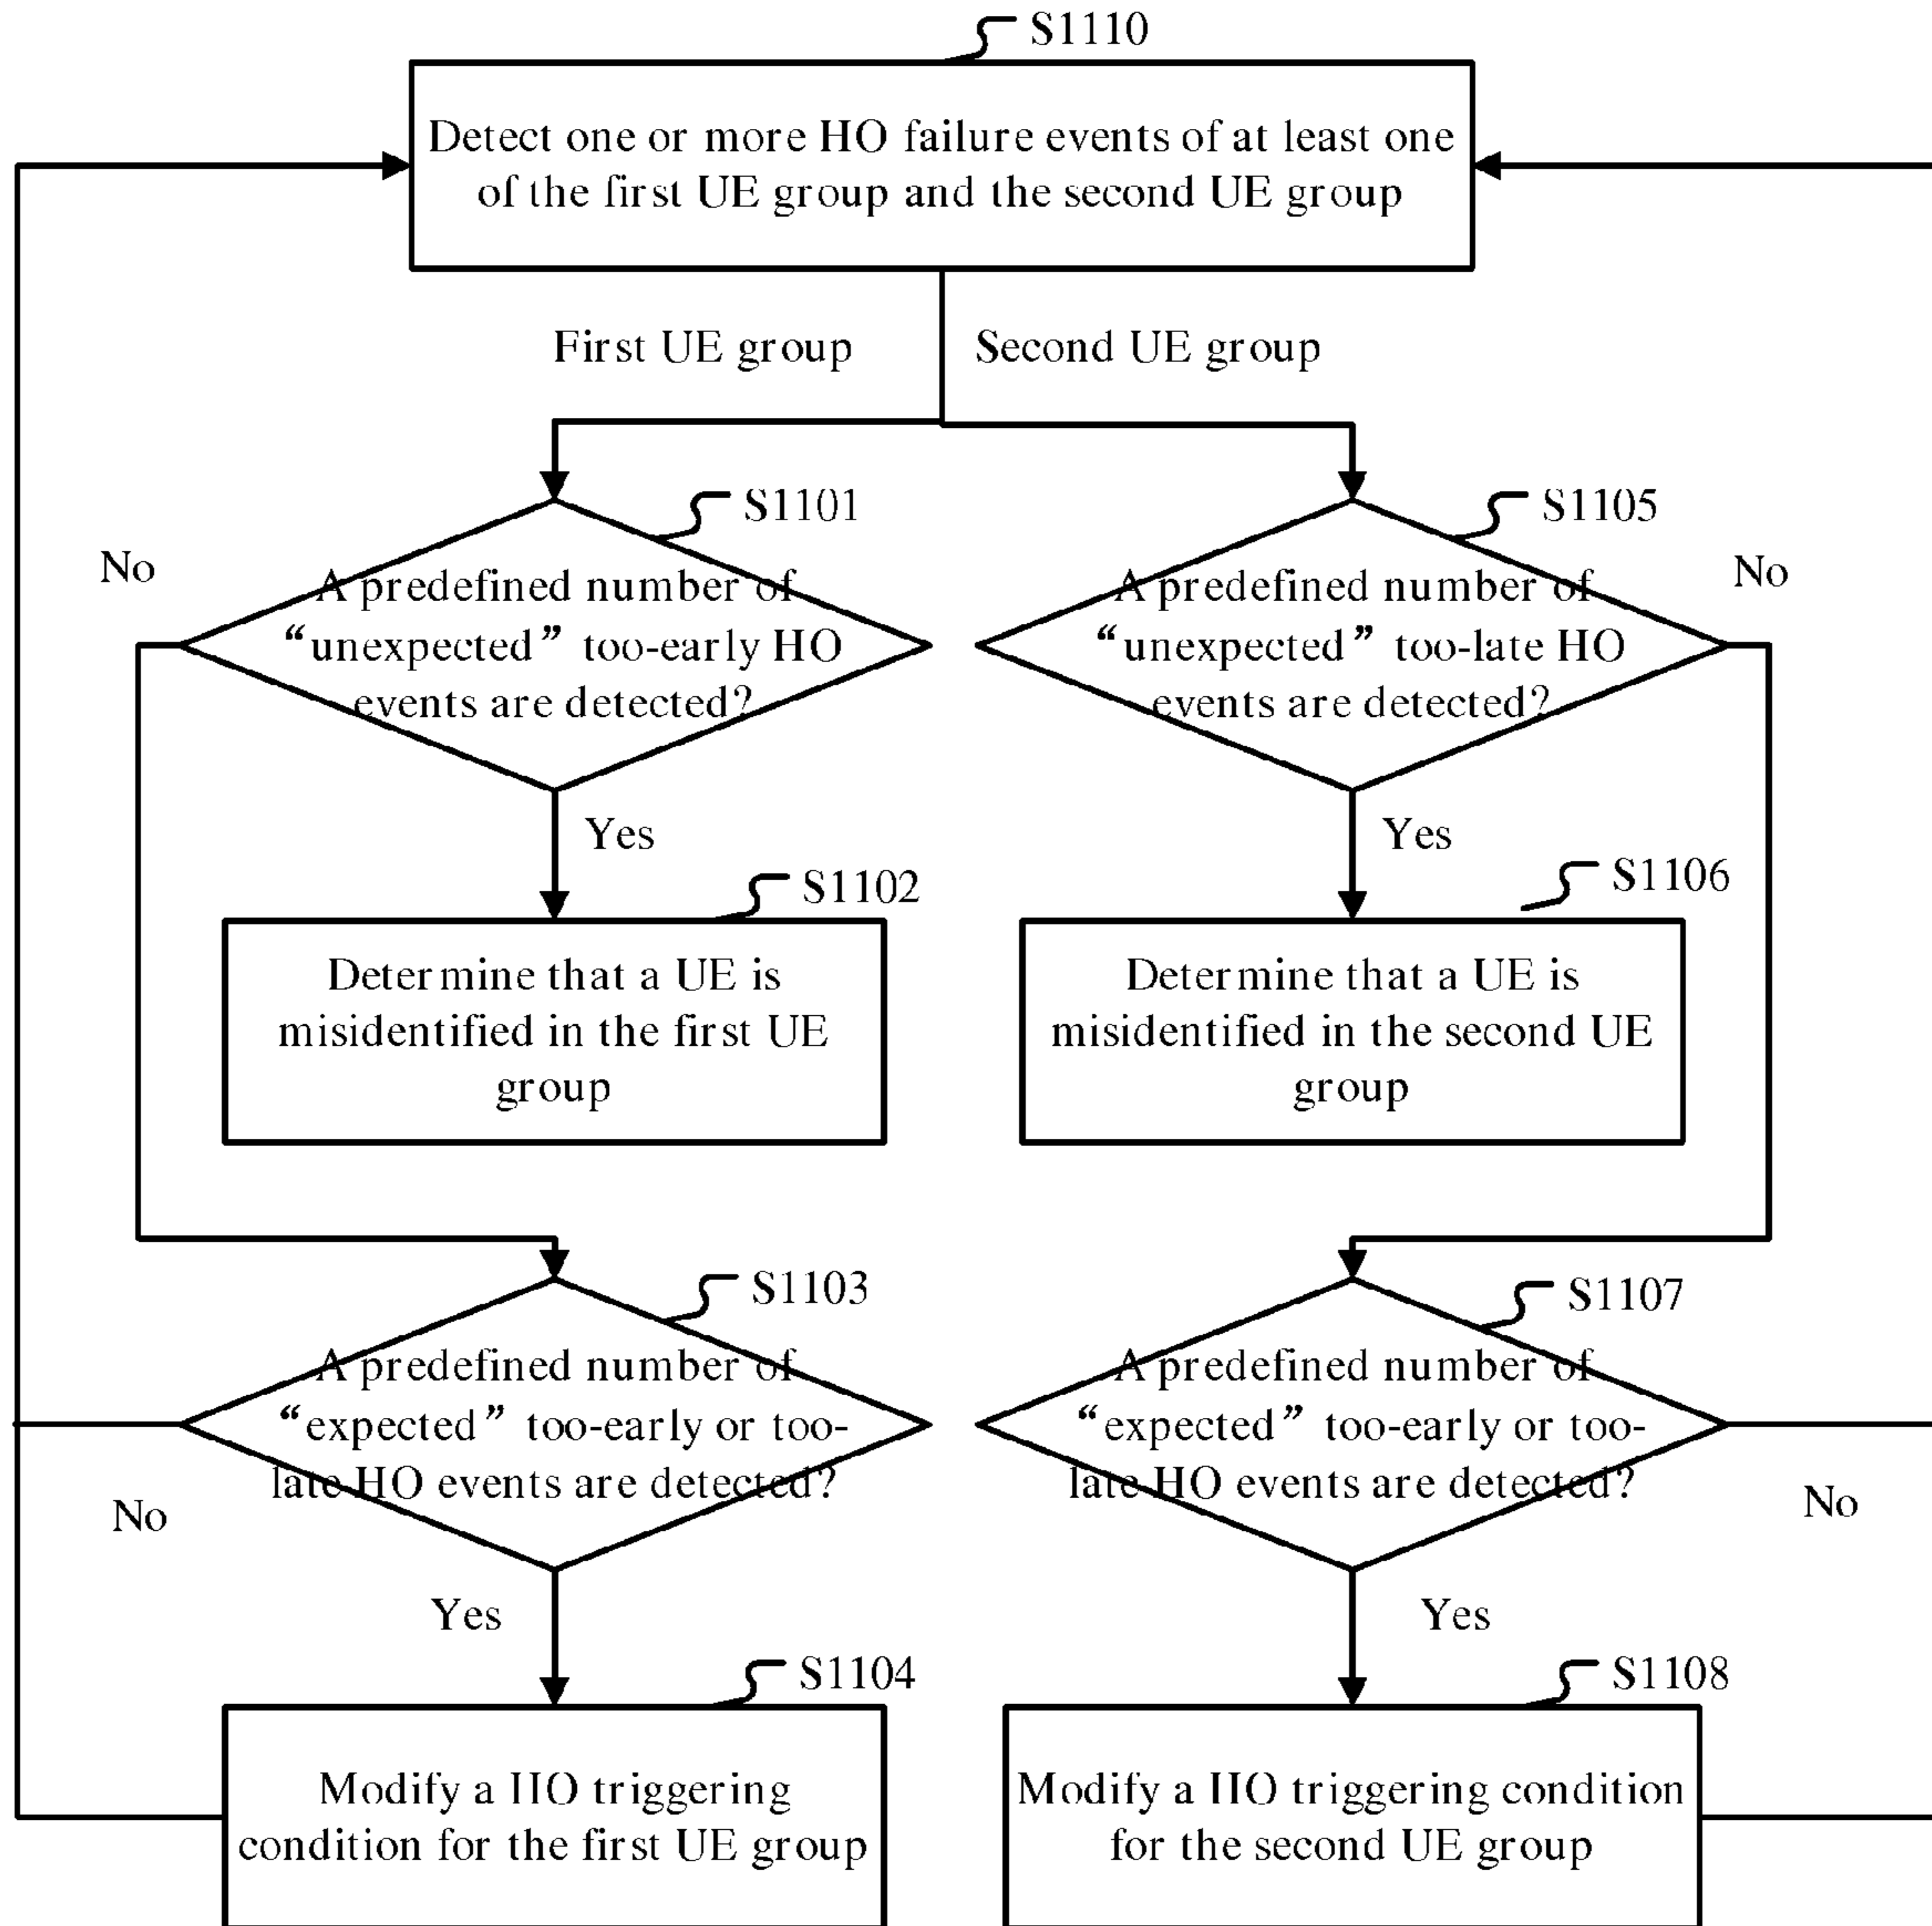 S1110
Detect one or more HO failure events of at least one
of the first UE group and the second UE group
First UE group
Second UE group
S1101
S1105
No
No
A predefined number of
“unexpected” too-early HO
events are detected?
A predefined number of
“unexpected” too-late HO
events are detected?
Yes
Yes
S1102
S1106
Determine that a UE is
misidentified in the first UE
group
Determine that a UE is
misidentified in the second UE
group
S1103
S1107
A predefined number of
“expected” too-early or too-
late HO events are detected?
A predefined number of
“expected” too-early or too-
late HO events are detected?
No
No
Yes
Yes
S1104
S1108
Modify a HO triggering
condition for the first UE group
Modify a HO triggering condition
for the second UE group